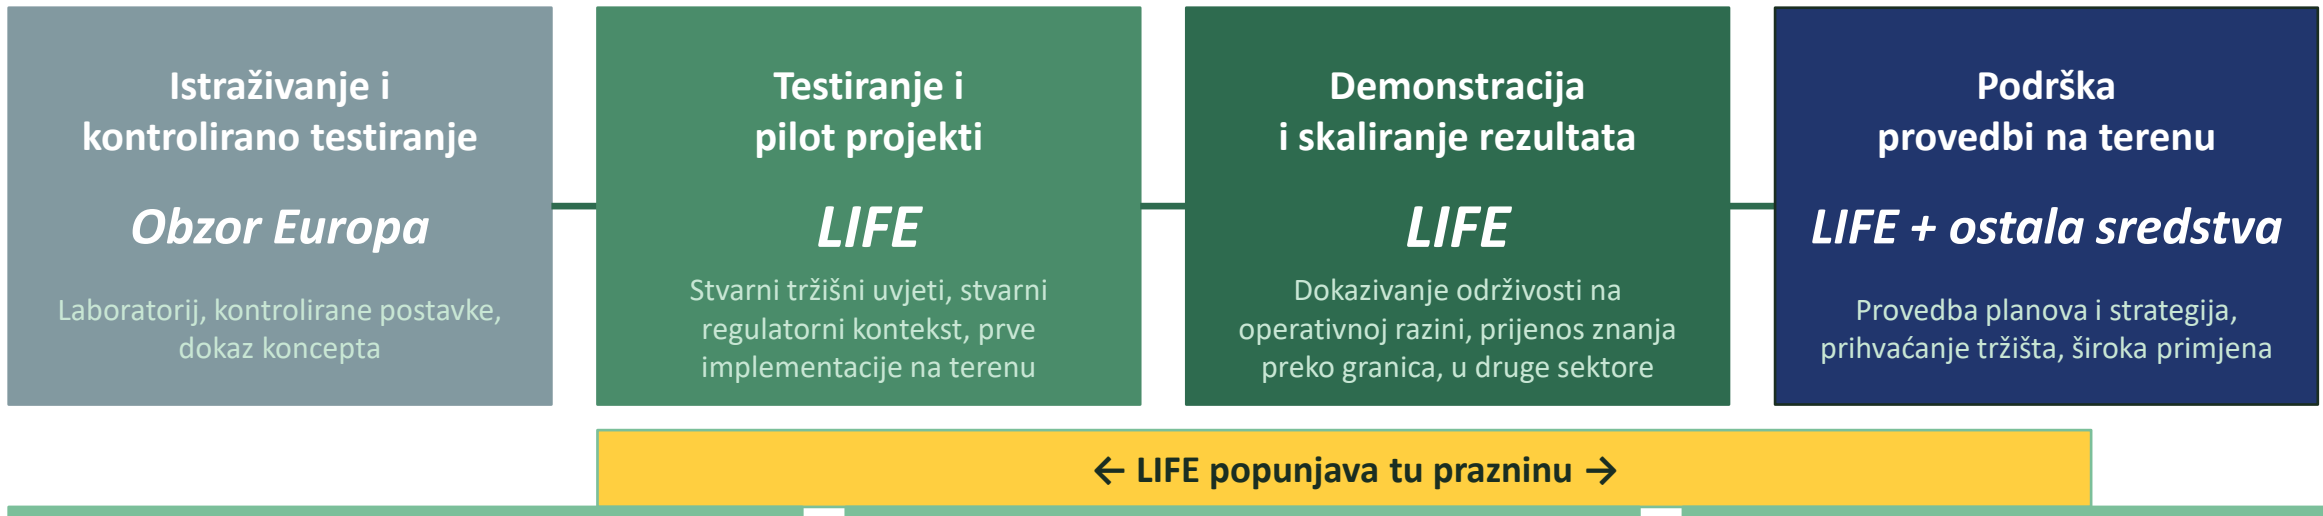 Istraživanje i
kontrolirano testiranje
Obzor Europa
Laboratorij, kontrolirane postavke,
dokaz koncepta
Testiranje i
pilot projekti
LIFE
Stvarni tržišni uvjeti, stvarni
regulatorni kontekst, prve
implementacije na terenu
Demonstracija
i skaliranje rezultata
LIFE
Dokazivanje održivosti na
operativnoj razini, prijenos znanja
preko granica, u druge sektore
Podrška
provedbi na terenu
LIFE + ostala sredstva
Provedba planova i strategija,
prihvaćanje tržišta, široka primjena
← LIFE popunjava tu prazninu →